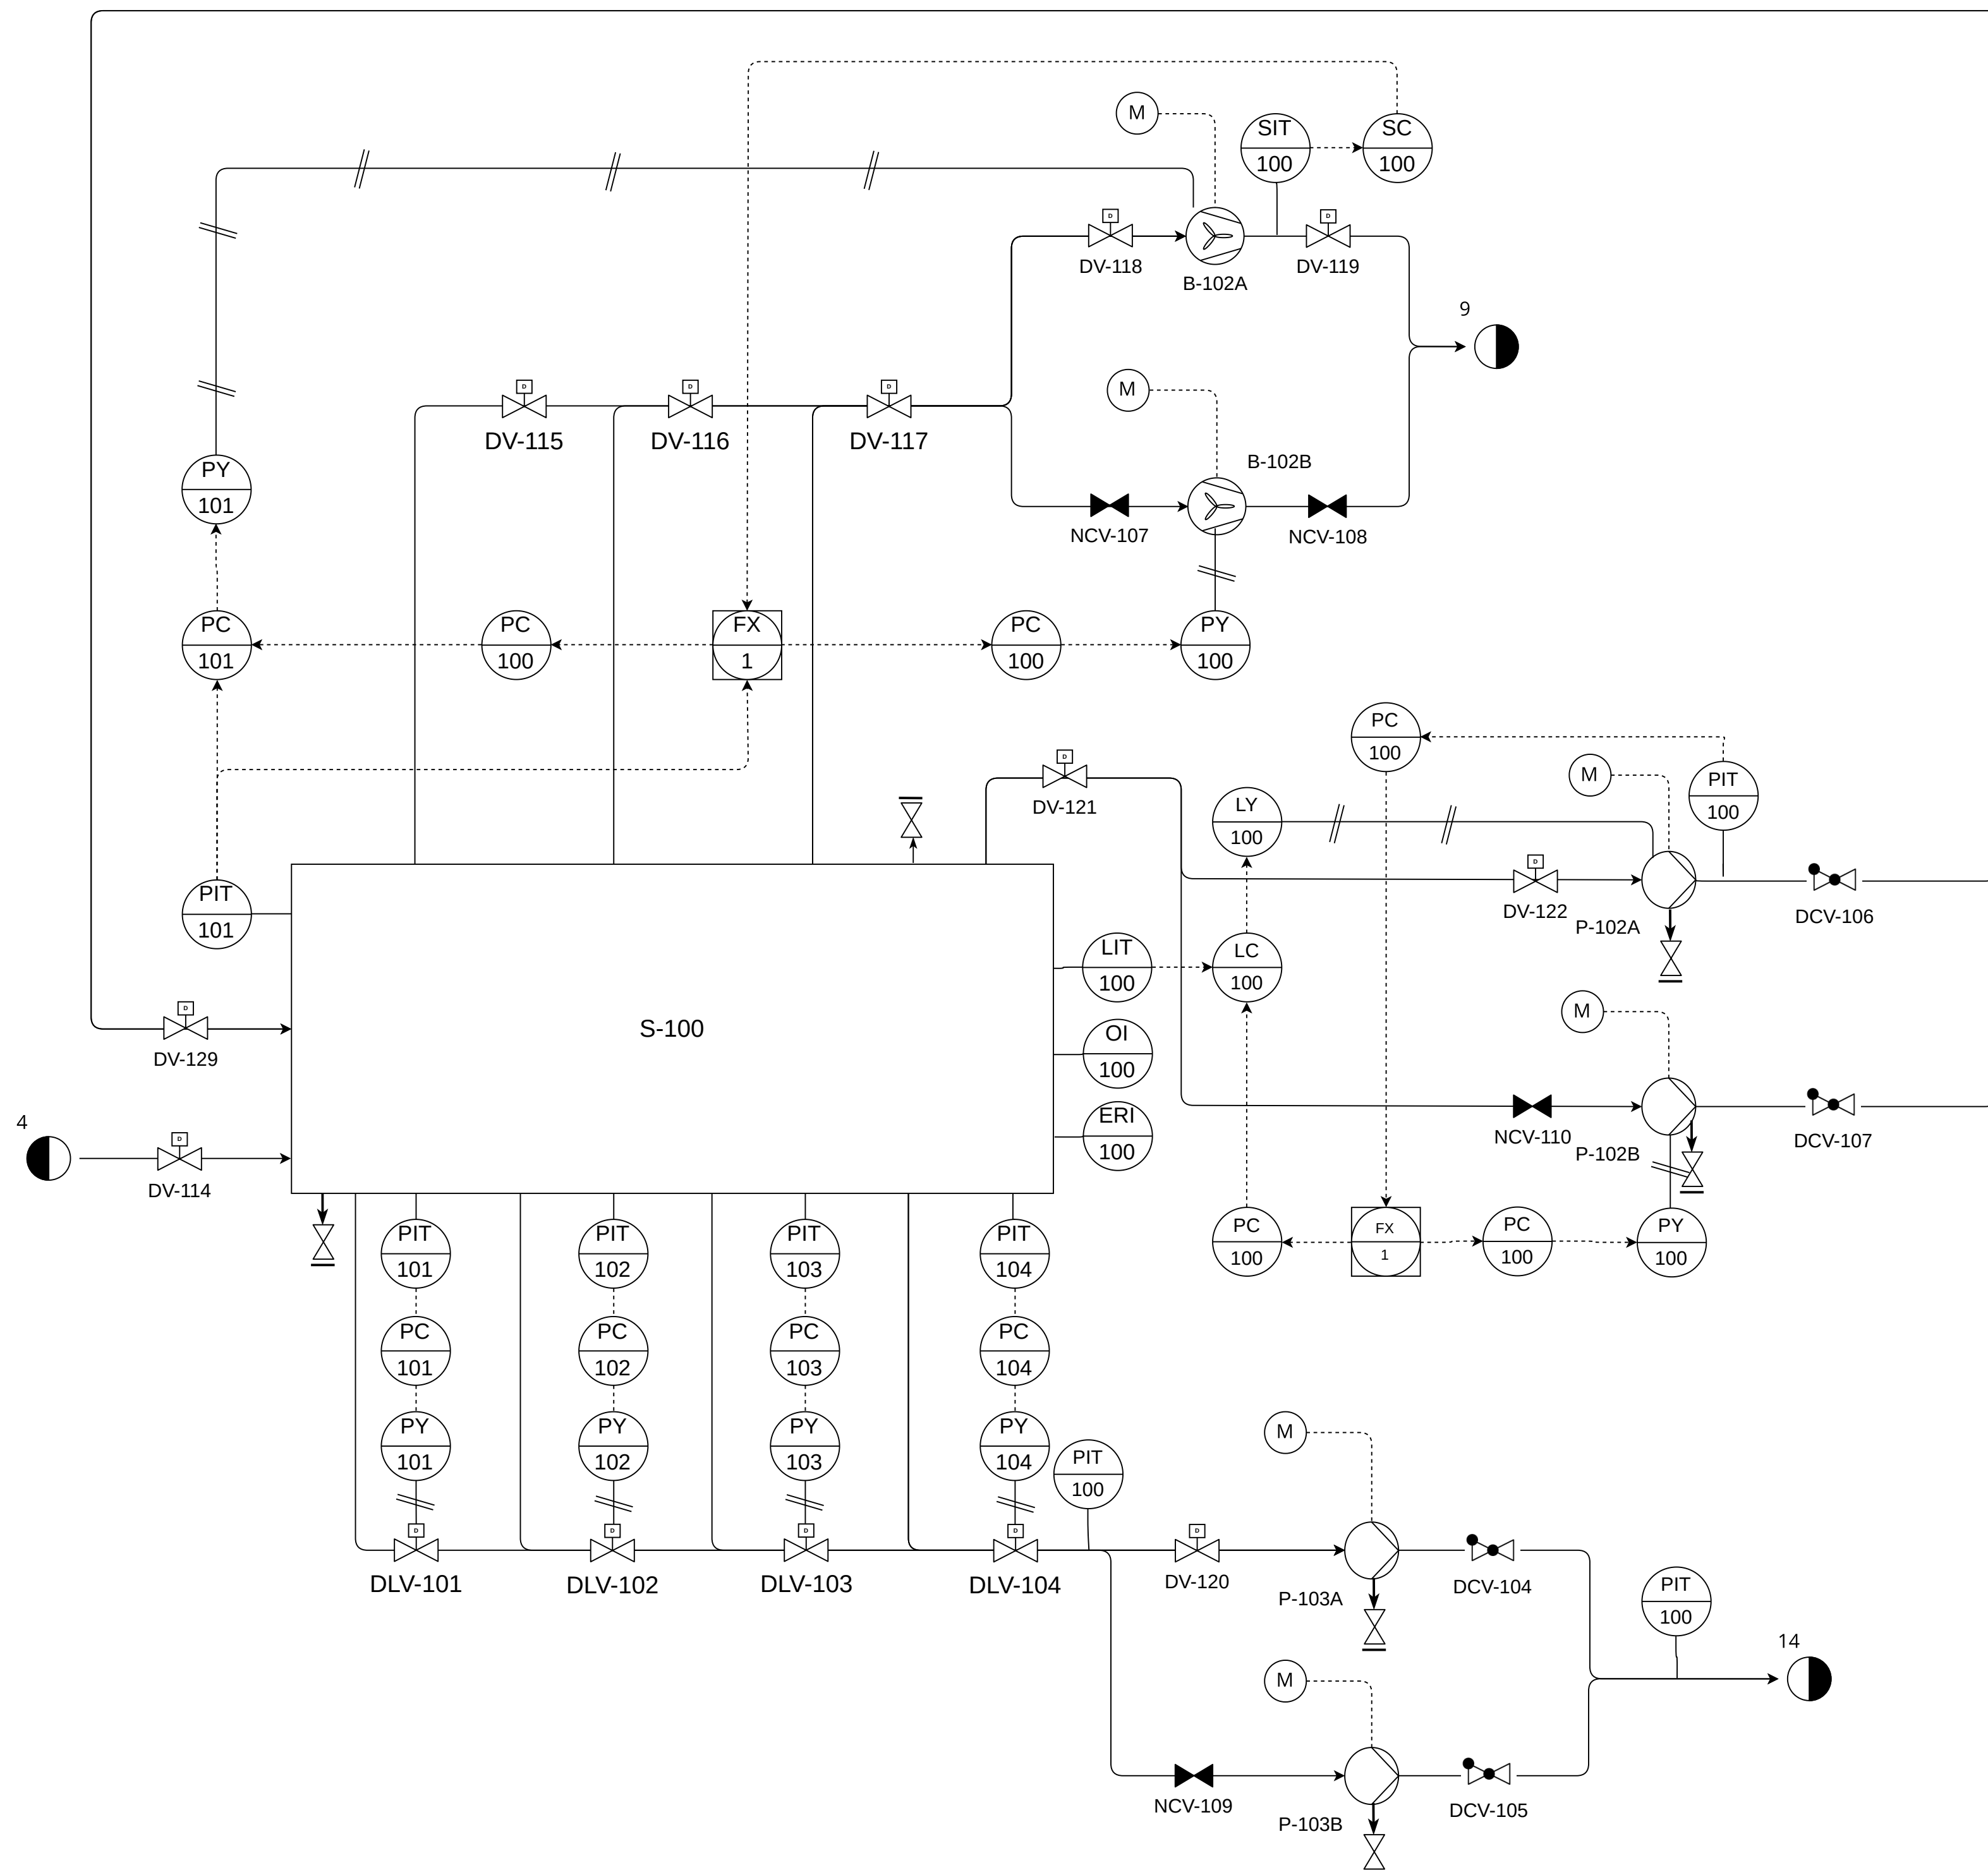 M
SIT
100
SC
100
D
DV-118
B-102A
D
DV-119
9
D
DV-115
D
DV-116
D
DV-117
M
B-102B
NCV-107
NCV-108
PY
101
PC
101
PC
100
FX
1
PC
100
PY
100
PC
100
M
PIT
100
D
DV-121
LY
100
D
DV-122
P-102A
DCV-106
PIT
101
LIT
100
LC
100
D
DV-129
S-100
OI
100
M
ERI
100
4
D
DV-114
NCV-110
P-102B
DCV-107
PIT
101
PIT
102
PIT
103
PIT
104
PC
100
FX
1
PC
100
PY
100
PC
101
PC
102
PC
103
PC
104
PY
101
PY
102
PY
103
PY
104
PIT
100
M
D
DLV-101
D
DLV-102
D
DLV-103
D
DLV-104
D
DV-120
P-103A
DCV-104
PIT
100
14
M
NCV-109
P-103B
DCV-105